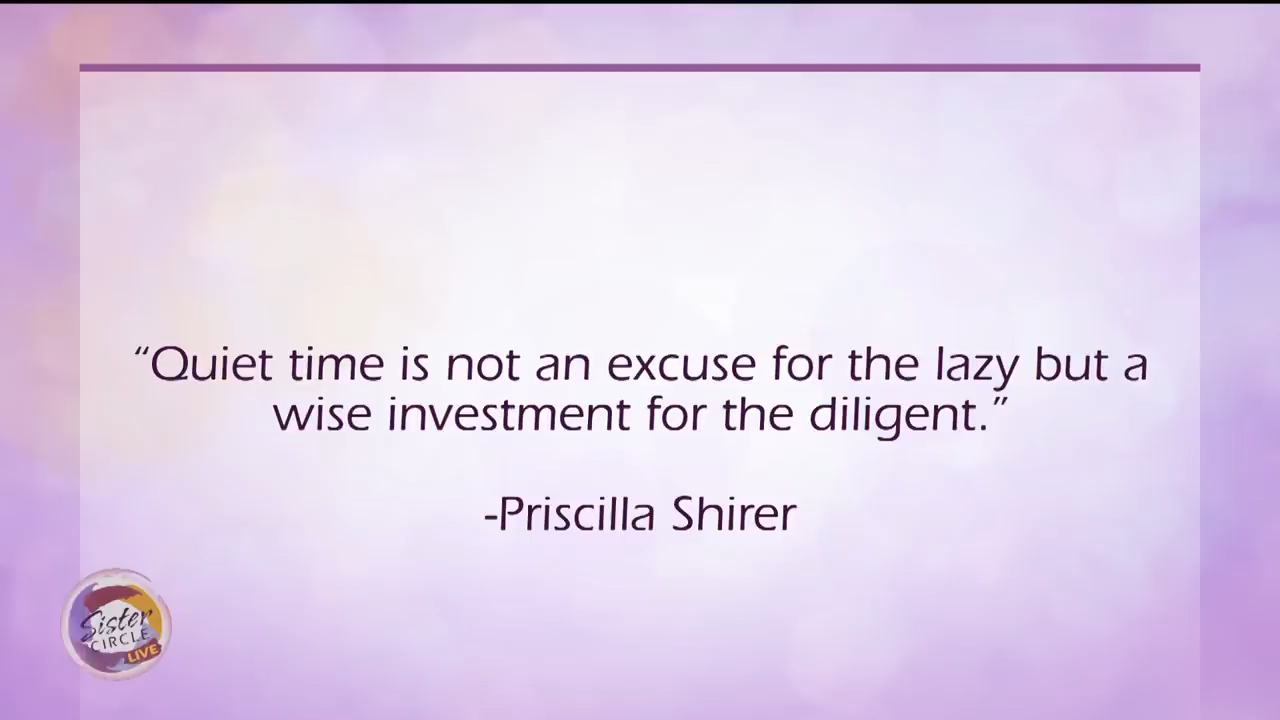 “Quiet time is not an excuse for the lazy but a
wise investment for the diligent.”
-Priscilla Shirer
Sister
CIRCLE
LIVE